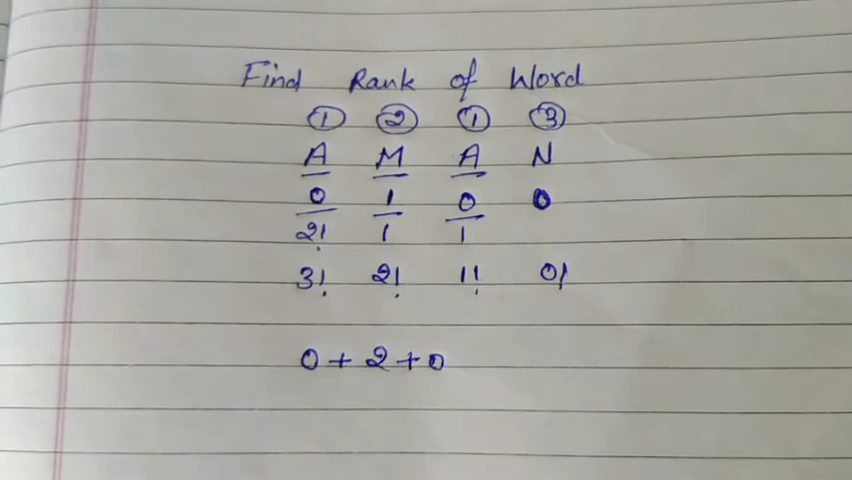 Find Rank of Word
① ② ① ③
A M A N
0 1 0 0
2! 1 1
3! 2! 1! 0!
0 + 2 + 0